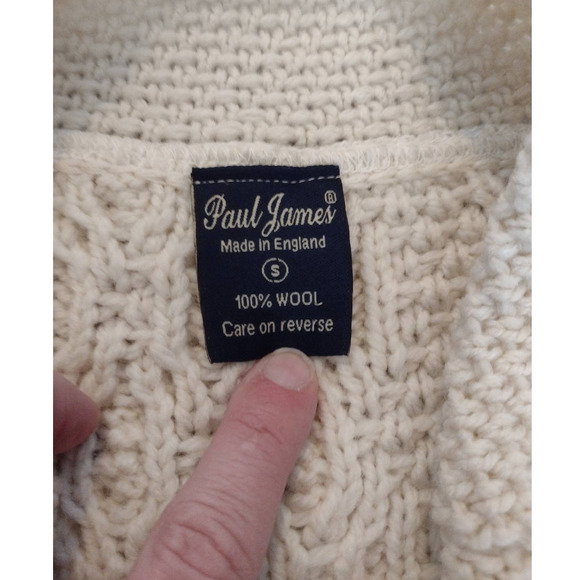 Paul James®
Made in England
S
100% WOOL
Care on reverse